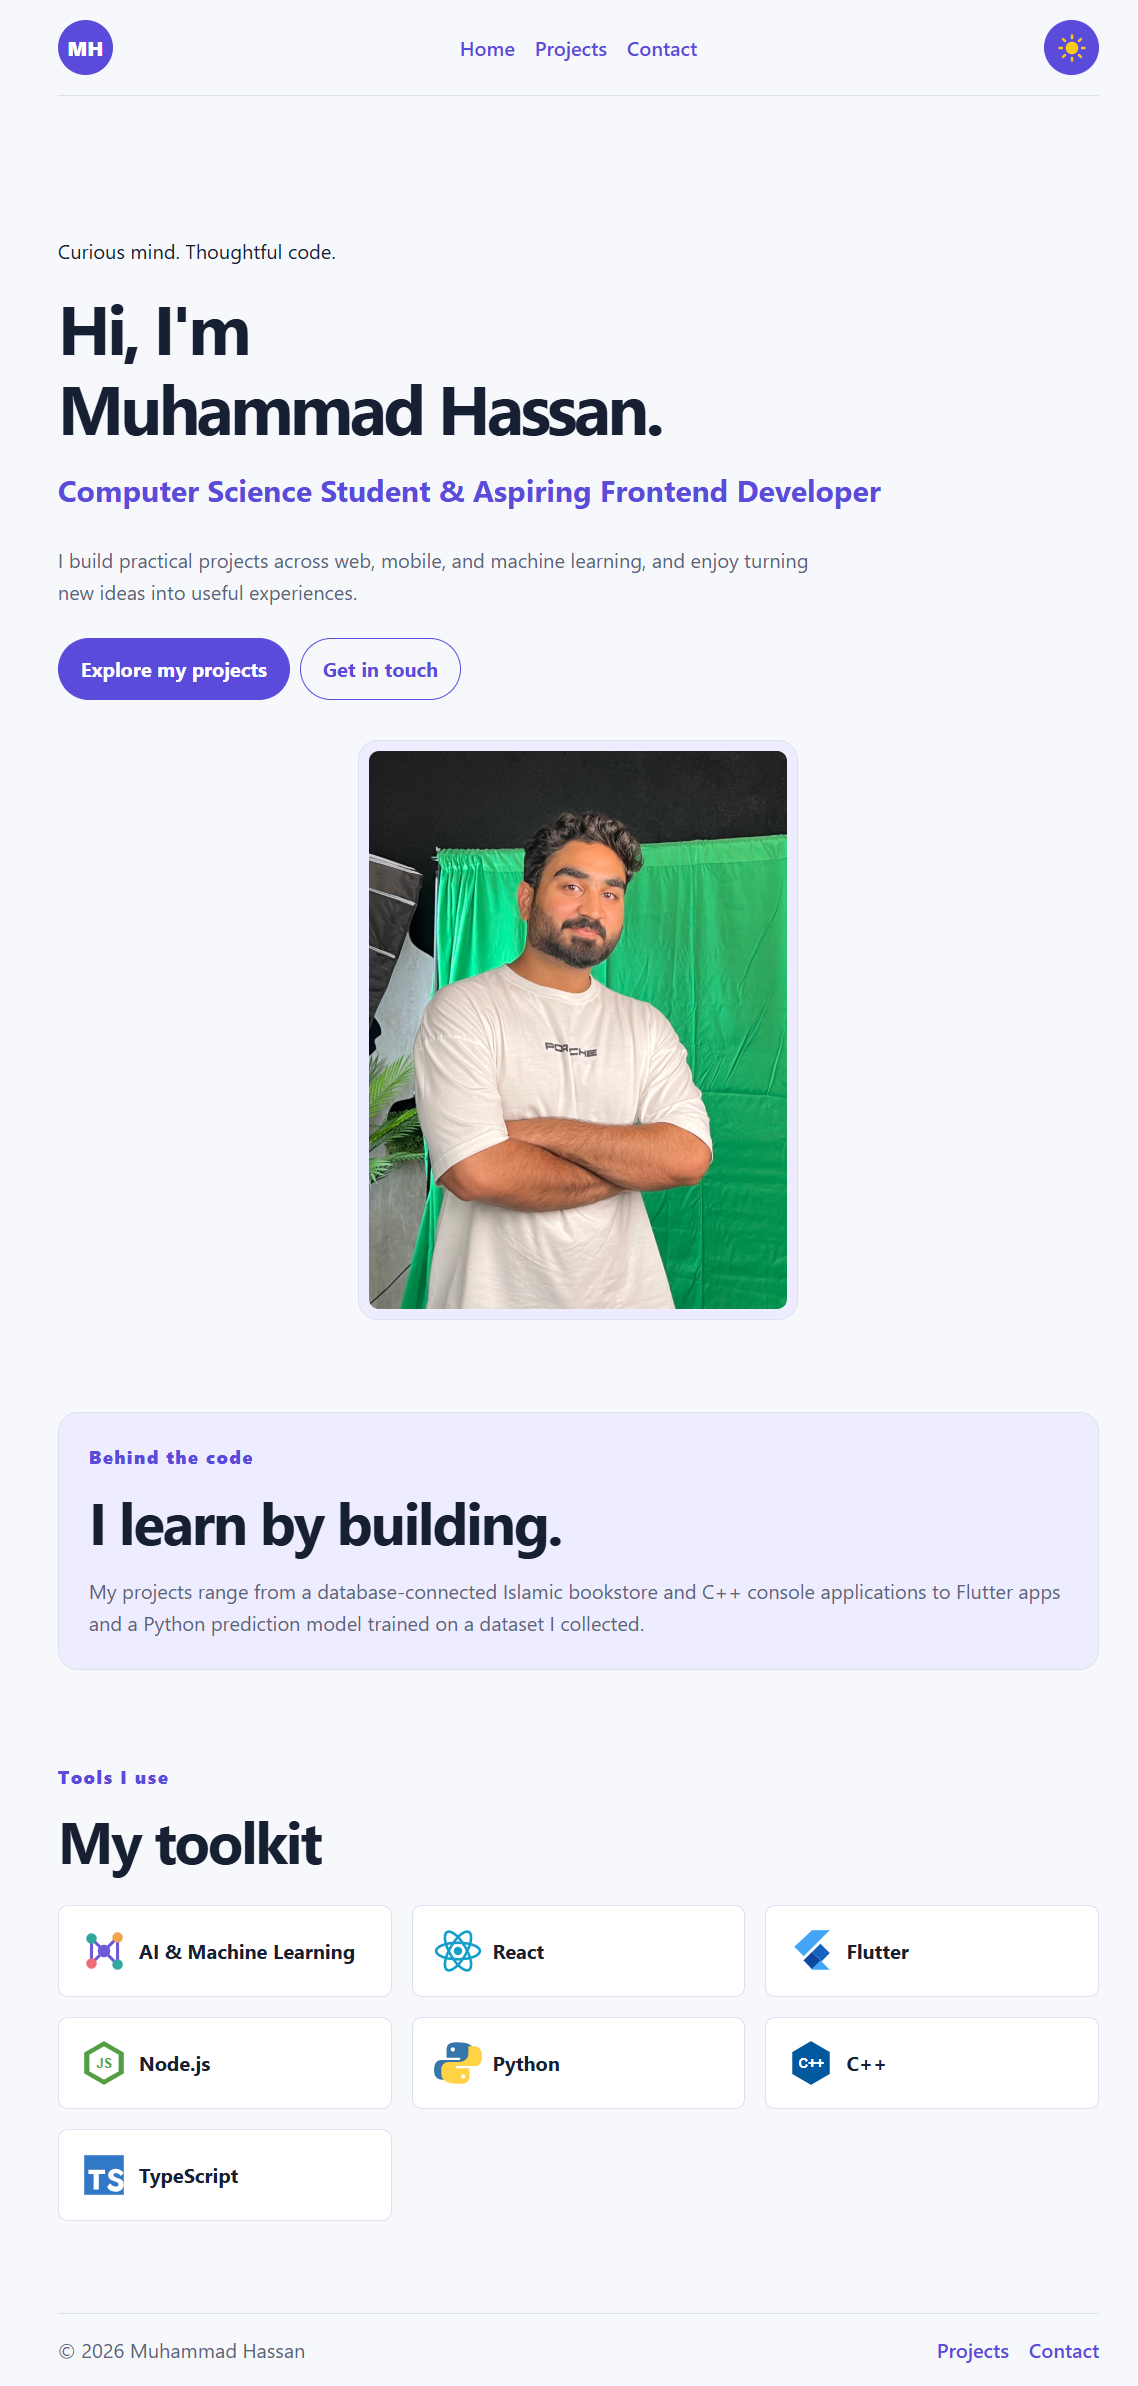 MH
Home Projects Contact
Curious mind. Thoughtful code.
Hi, I'm
Muhammad Hassan.
Computer Science Student & Aspiring Frontend Developer
I build practical projects across web, mobile, and machine learning, and enjoy turning
new ideas into useful experiences.
Explore my projects
Get in touch
Behind the code
I learn by building.
My projects range from a database-connected Islamic bookstore and C++ console applications to Flutter apps
and a Python prediction model trained on a dataset I collected.
Tools I use
My toolkit
AI & Machine Learning
React
Flutter
JS
Node.js
Python
C++
C++
TS
TypeScript
© 2026 Muhammad Hassan
Projects Contact